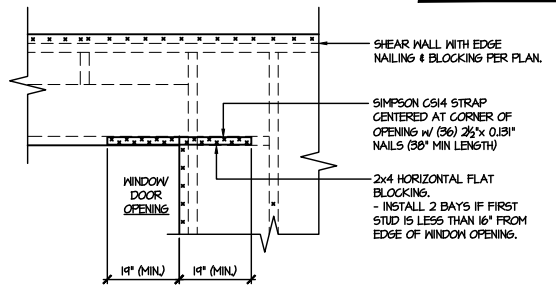 SHEAR WALL WITH EDGE
NAILING & BLOCKING PER PLAN.
SIMPSON CS14 STRAP
CENTERED AT CORNER OF
OPENING W/ (36) 2½"x 0.131"
NAILS (38" MIN LENGTH)
WINDOW/
DOOR
OPENING
2x4 HORIZONTAL FLAT
BLOCKING.
- INSTALL 2 BAYS IF FIRST
STUD IS LESS THAN 16" FROM
EDGE OF WINDOW OPENING.
19" (MIN.) 19" (MIN.)